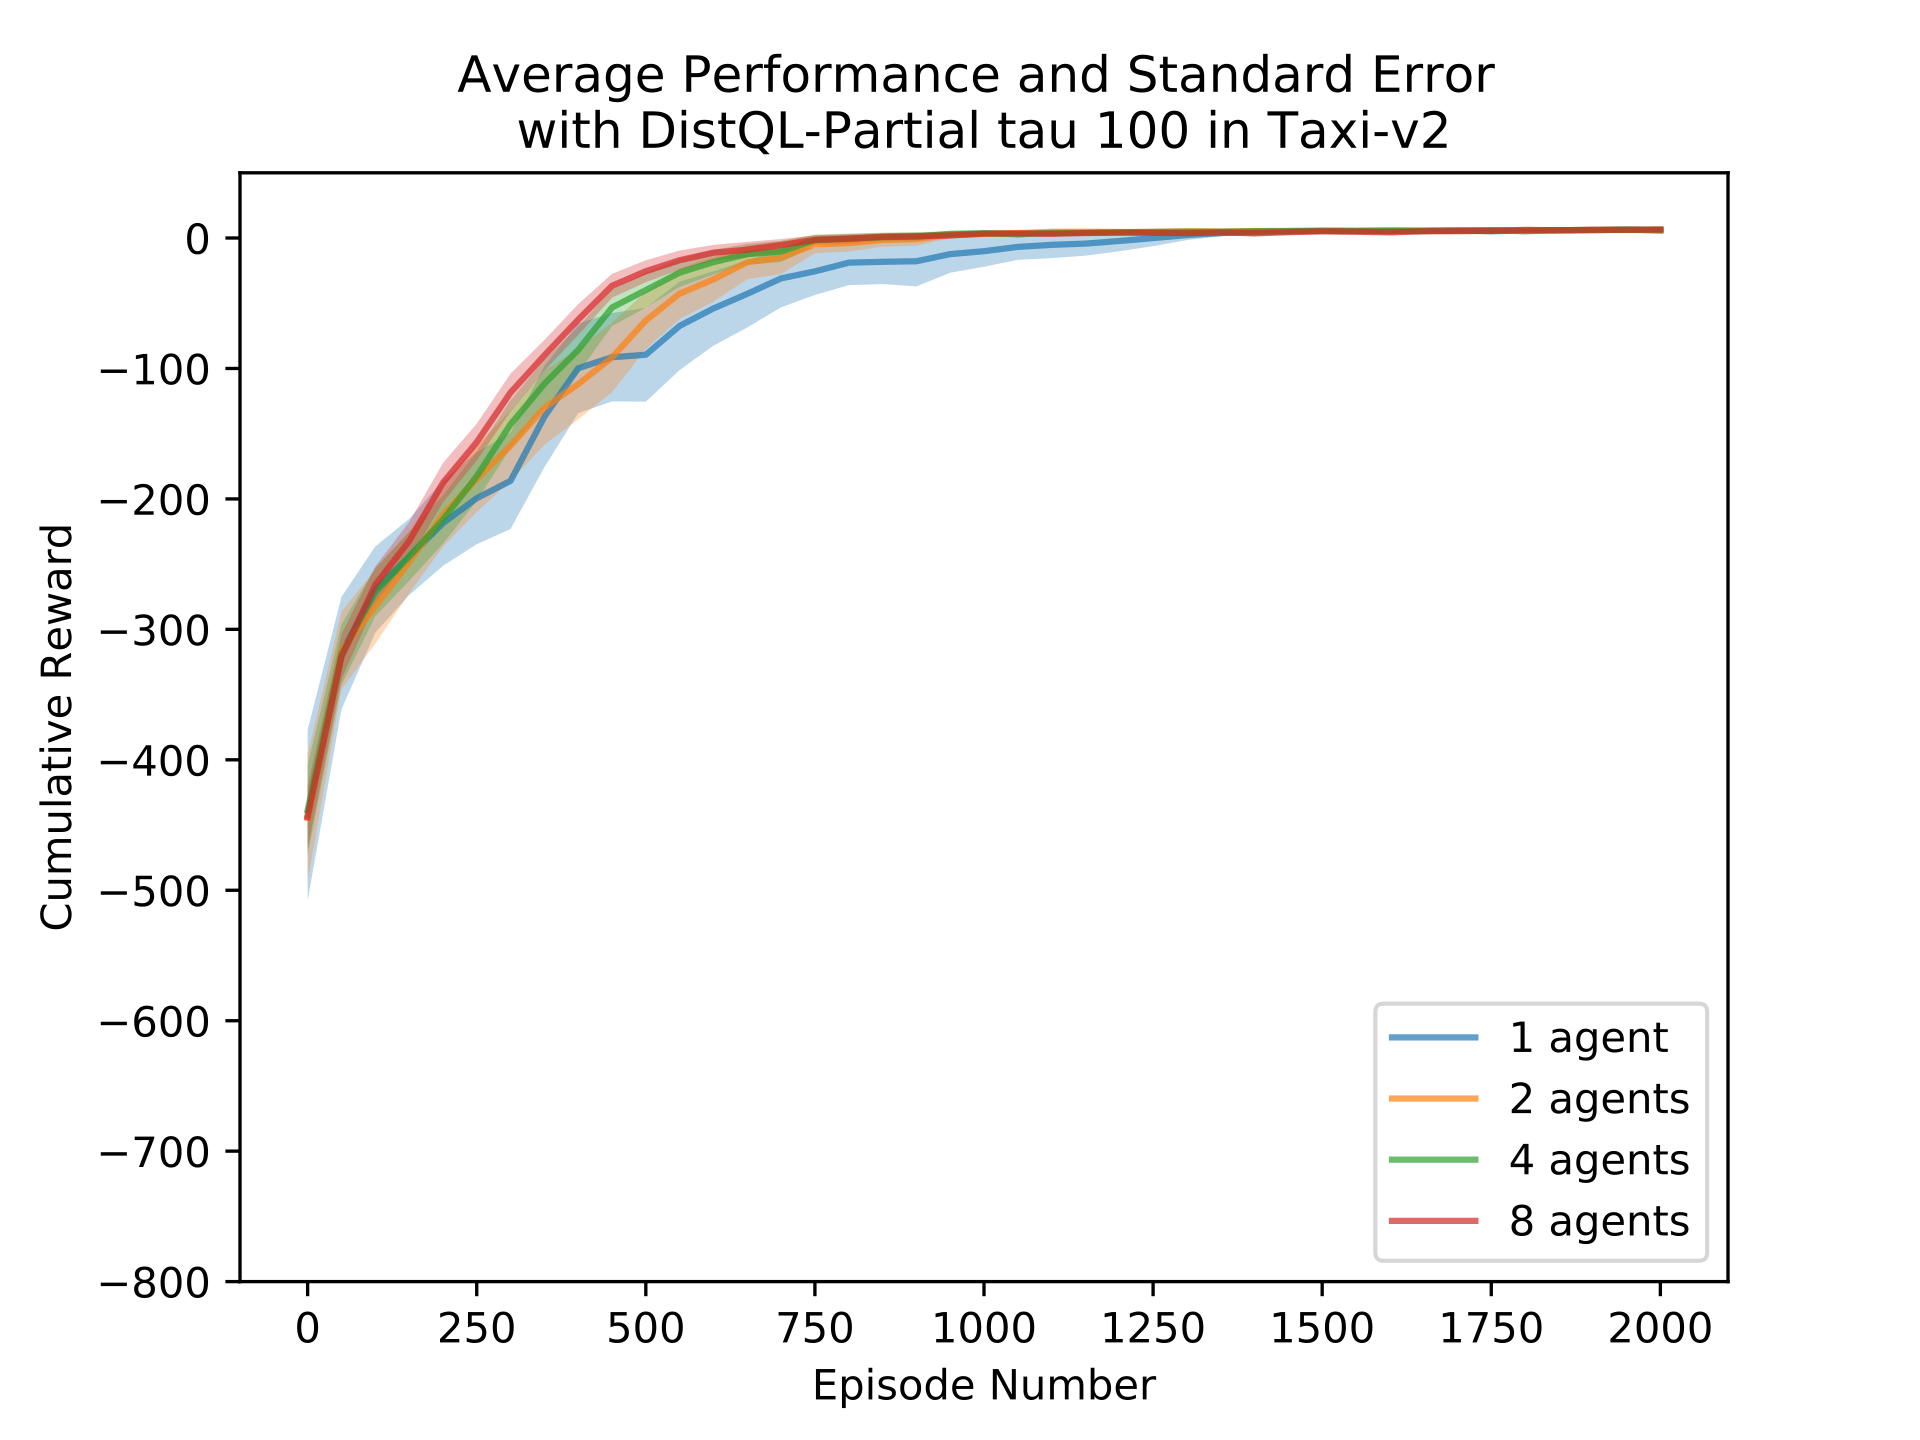 Average Performance and Standard Error
with DistQL-Partial tau 100 in Taxi-v2
Cumulative Reward
0
−100
−200
−300
−400
−500
−600
−700
−800
1 agent
2 agents
4 agents
8 agents
0 250 500 750 1000 1250 1500 1750 2000
Episode Number